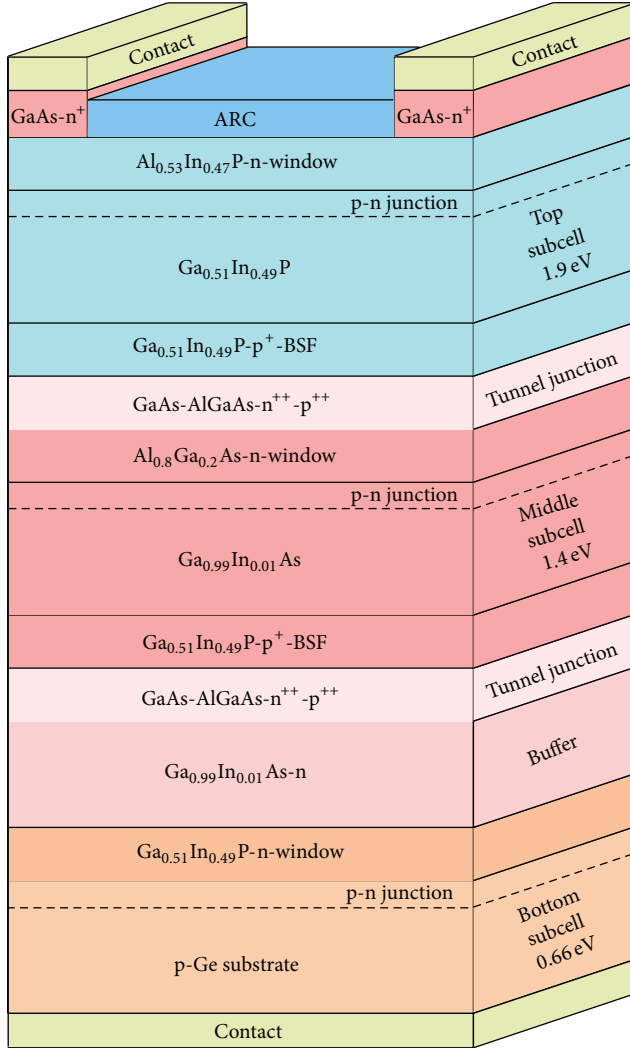 Contact
Contact
GaAs-n⁺
ARC
GaAs-n⁺
Al₀.₅₃In₀.₄₇P-n-window
p-n junction
Ga₀.₅₁In₀.₄₉P
Top
subcell
1.9 eV
Ga₀.₅₁In₀.₄₉P-p⁺-BSF
GaAs-AlGaAs-n⁺⁺-p⁺⁺
Tunnel junction
Al₀.₈Ga₀.₂As-n-window
p-n junction
Ga₀.₉₉In₀.₀₁As
Middle
subcell
1.4 eV
Ga₀.₅₁In₀.₄₉P-p⁺-BSF
GaAs-AlGaAs-n⁺⁺-p⁺⁺
Tunnel junction
Ga₀.₉₉In₀.₀₁As-n
Buffer
Ga₀.₅₁In₀.₄₉P-n-window
p-n junction
p-Ge substrate
Bottom
subcell
0.66 eV
Contact